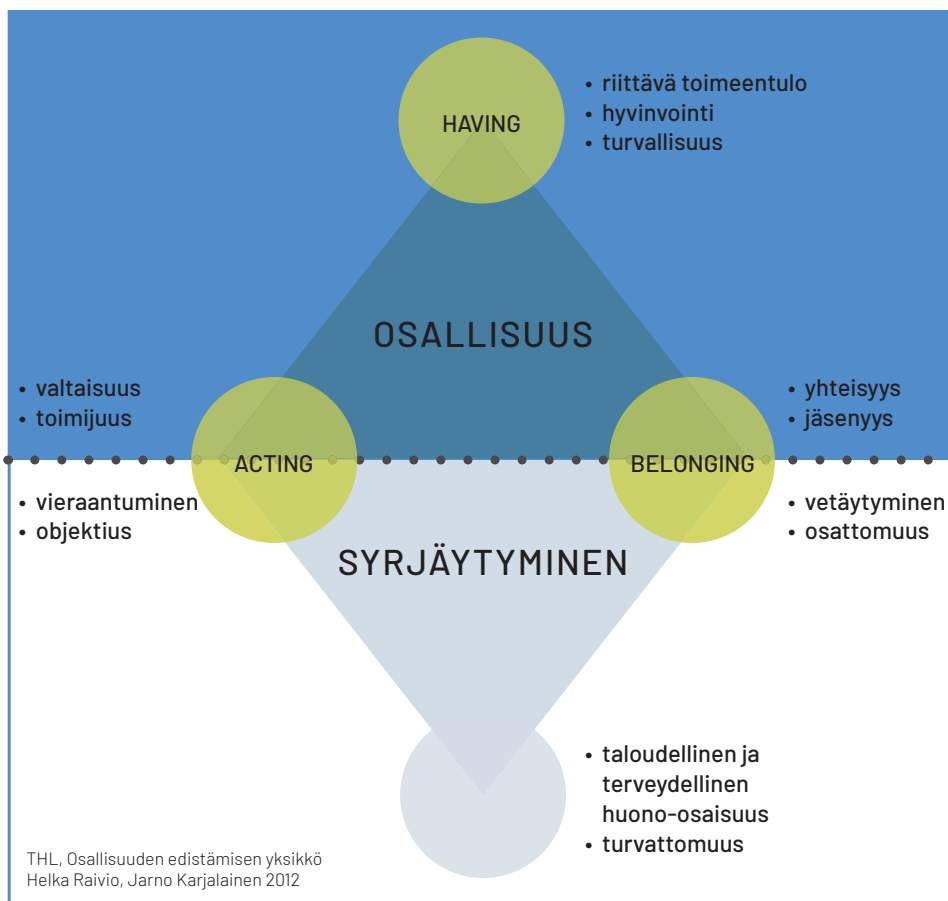 HAVING
• riittävä toimeentulo
• hyvinvointi
• turvallisuus
OSALLISUUS
• valtaisuus
• toimijuus
• yhteisyys
• jäsenyys
ACTING
BELONGING
• vieraantuminen
• objektius
• vetäytyminen
• osattomuus
SYRJÄYTYMINEN
• taloudellinen ja
terveydellinen
huono-osaisuus
• turvattomuus
THL, Osallisuuden edistämisen yksikkö
Helka Raivio, Jarno Karjalainen 2012